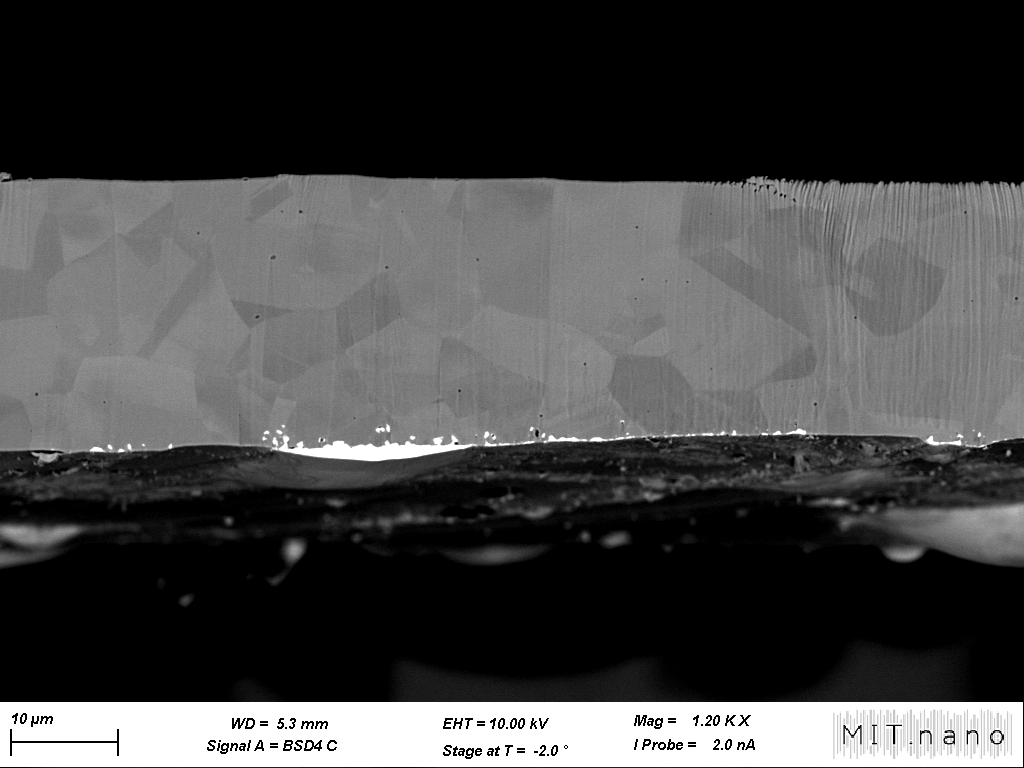 10 µm
WD = 5.3 mm
Signal A = BSD4 C
EHT = 10.00 kV
Stage at T = -2.0 °
Mag = 1.20 K X
I Probe = 2.0 nA
MIT.nano